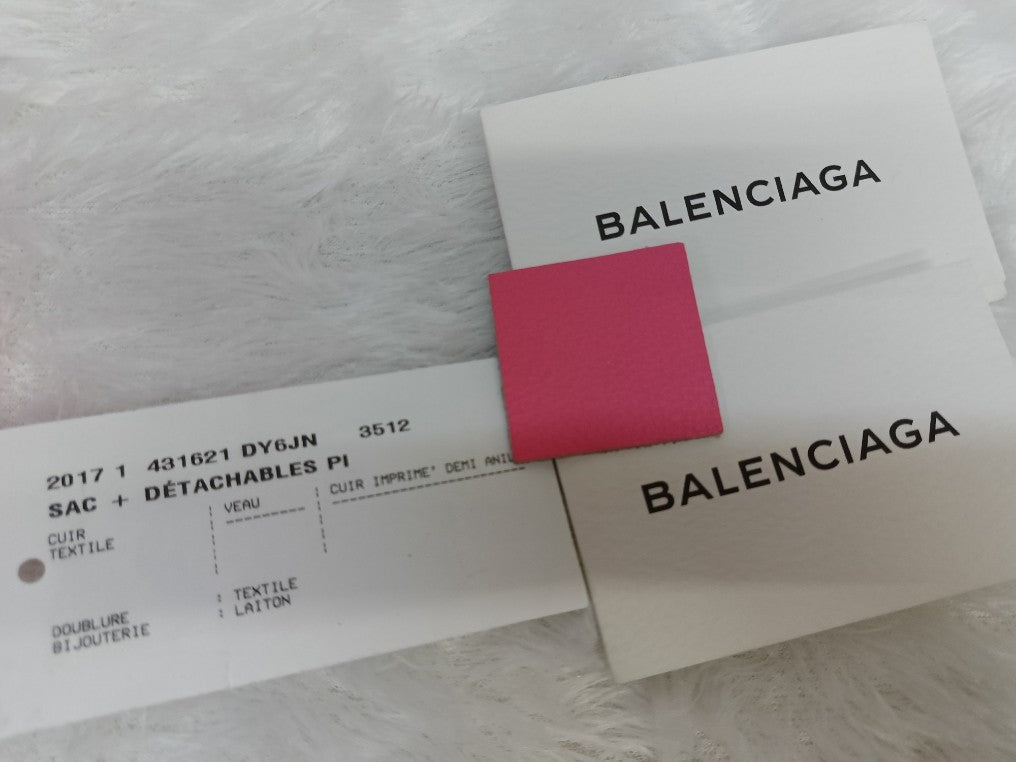 BALENCIAGA
BALENCIAGA
2017 1 431621 DY6JN 3512
SAC + DÉTACHABLES PI
CUIR
TEXTILE
VEAU
CUIR IMPRIME' DEMI
DOUBLURE : TEXTILE
BIJOUTERIE : LAITON